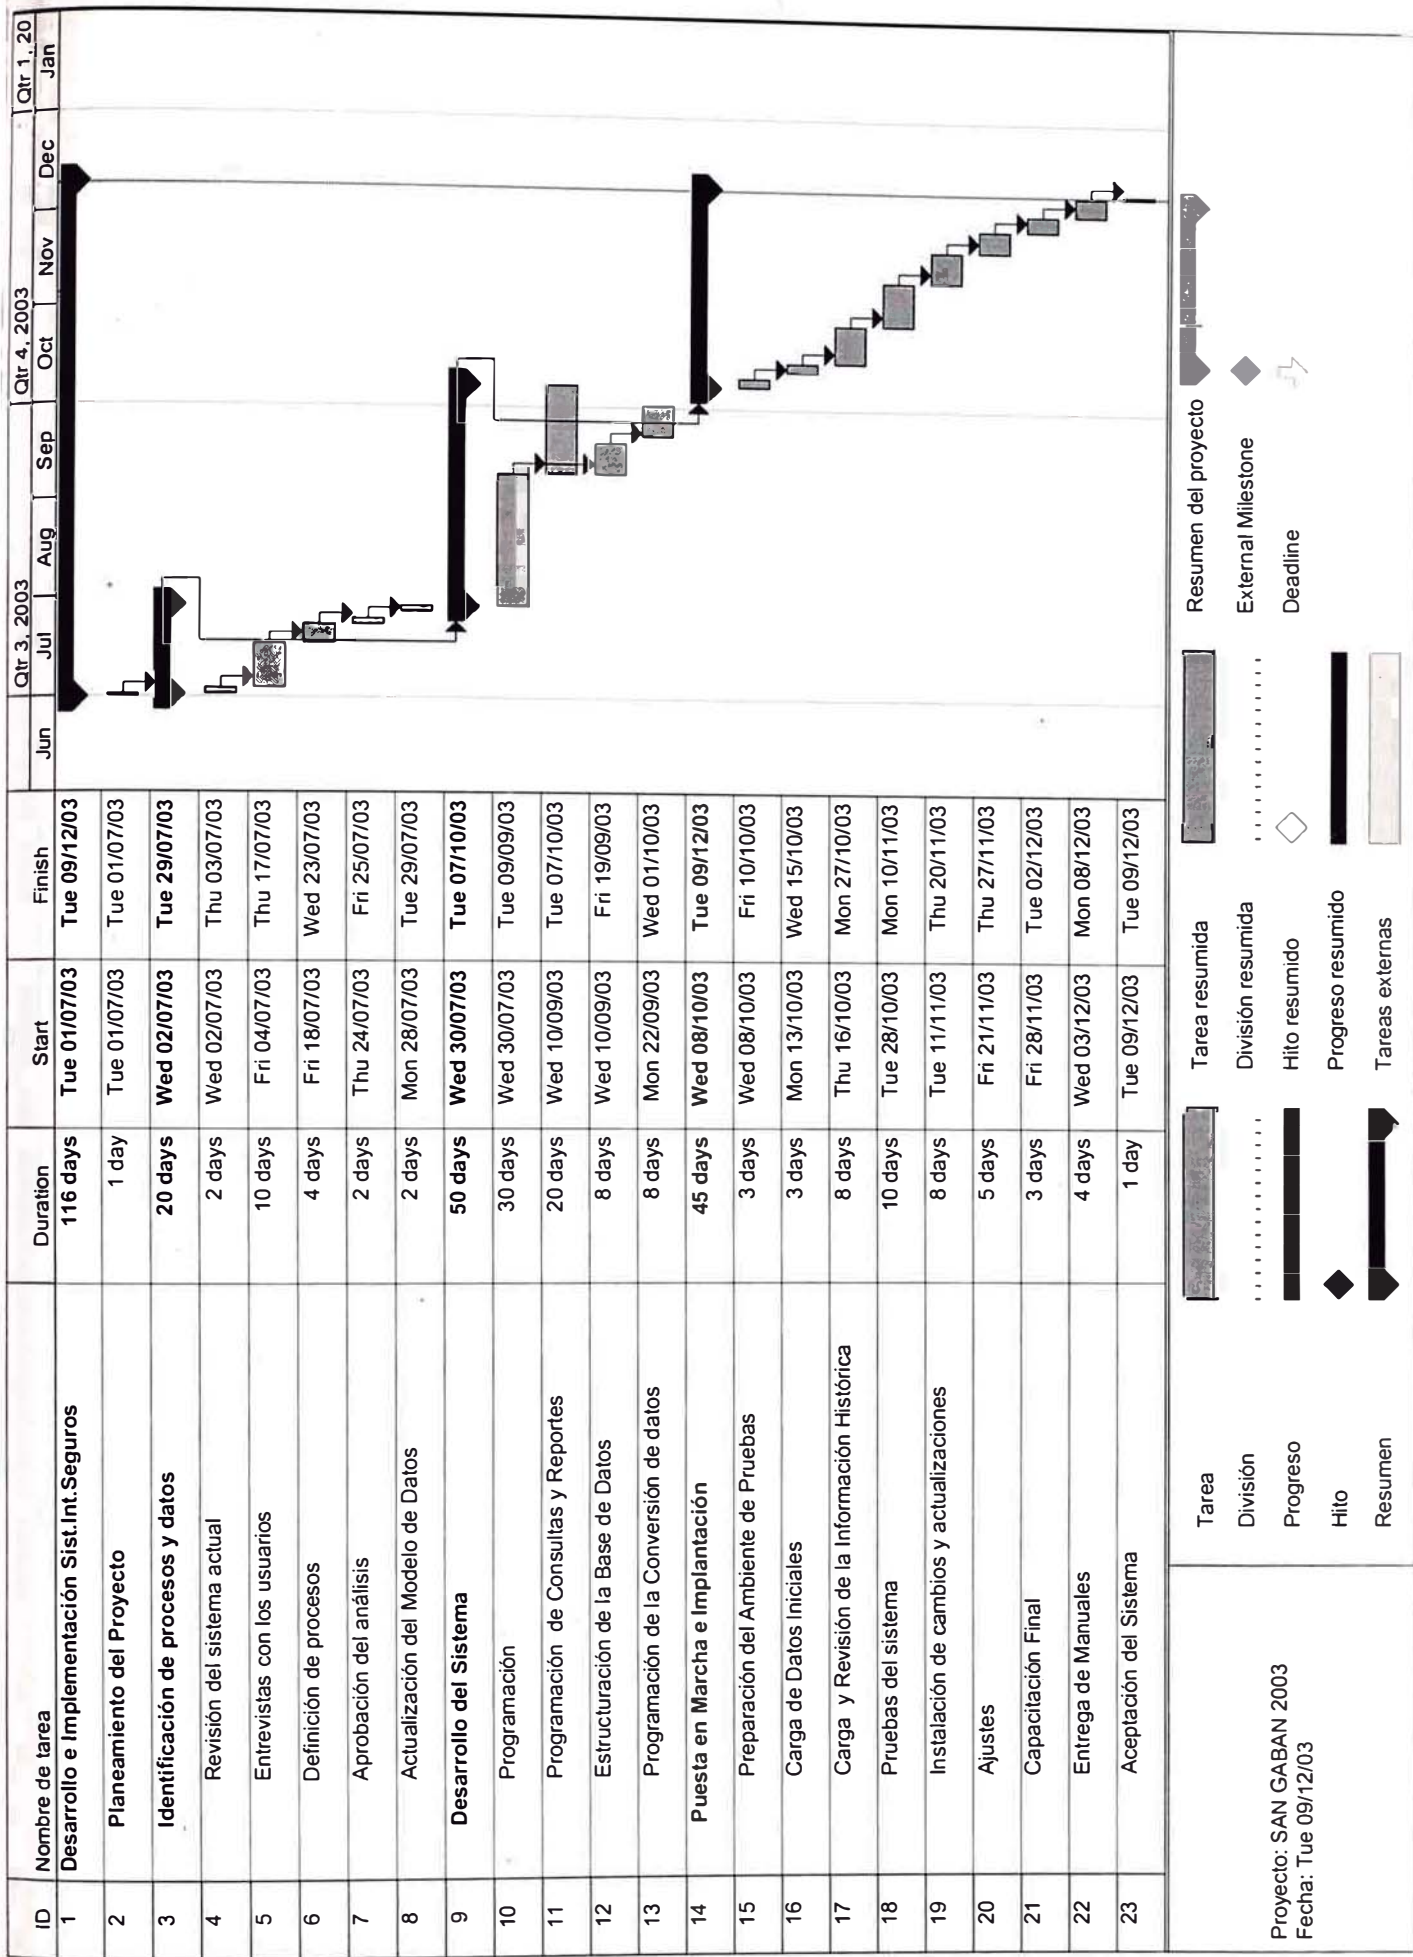 ID Nombre de tarea Duration Start Finish Qtr 3, 2003 Qtr 4, 2003 Qtr 1, 20
Jun Jul Aug Sep Oct Nov Dec Jan
1 Desarrollo e Implementación Sist.Int.Seguros 116 days Tue 01/07/03 Tue 09/12/03
2 Planeamiento del Proyecto 1 day Tue 01/07/03 Tue 01/07/03
3 Identificación de procesos y datos 20 days Wed 02/07/03 Tue 29/07/03
4 Revisión del sistema actual 2 days Wed 02/07/03 Thu 03/07/03
5 Entrevistas con los usuarios 10 days Fri 04/07/03 Thu 17/07/03
6 Definición de procesos 4 days Fri 18/07/03 Wed 23/07/03
7 Aprobación del análisis 2 days Thu 24/07/03 Fri 25/07/03
8 Actualización del Modelo de Datos 2 days Mon 28/07/03 Tue 29/07/03
9 Desarrollo del Sistema 50 days Wed 30/07/03 Tue 07/10/03
10 Programación 30 days Wed 30/07/03 Tue 09/09/03
11 Programación de Consultas y Reportes 20 days Wed 10/09/03 Tue 07/10/03
12 Estructuración de la Base de Datos 8 days Wed 10/09/03 Fri 19/09/03
13 Programación de la Conversión de datos 8 days Mon 22/09/03 Wed 01/10/03
14 Puesta en Marcha e Implantación 45 days Wed 08/10/03 Tue 09/12/03
15 Preparación del Ambiente de Pruebas 3 days Wed 08/10/03 Fri 10/10/03
16 Carga de Datos Iniciales 3 days Mon 13/10/03 Wed 15/10/03
17 Carga y Revisión de la Información Histórica 8 days Thu 16/10/03 Mon 27/10/03
18 Pruebas del sistema 10 days Tue 28/10/03 Mon 10/11/03
19 Instalación de cambios y actualizaciones 8 days Tue 11/11/03 Thu 20/11/03
20 Ajustes 5 days Fri 21/11/03 Thu 27/11/03
21 Capacitación Final 3 days Fri 28/11/03 Tue 02/12/03
22 Entrega de Manuales 4 days Wed 03/12/03 Mon 08/12/03
23 Aceptación del Sistema 1 day Tue 09/12/03 Tue 09/12/03
Proyecto: SAN GABAN 2003
Fecha: Tue 09/12/03
Tarea Tarea resumida Resumen del proyecto
División División resumida External Milestone
Progreso Hito resumido Deadline
Hito Progreso resumido
Resumen Tareas externas